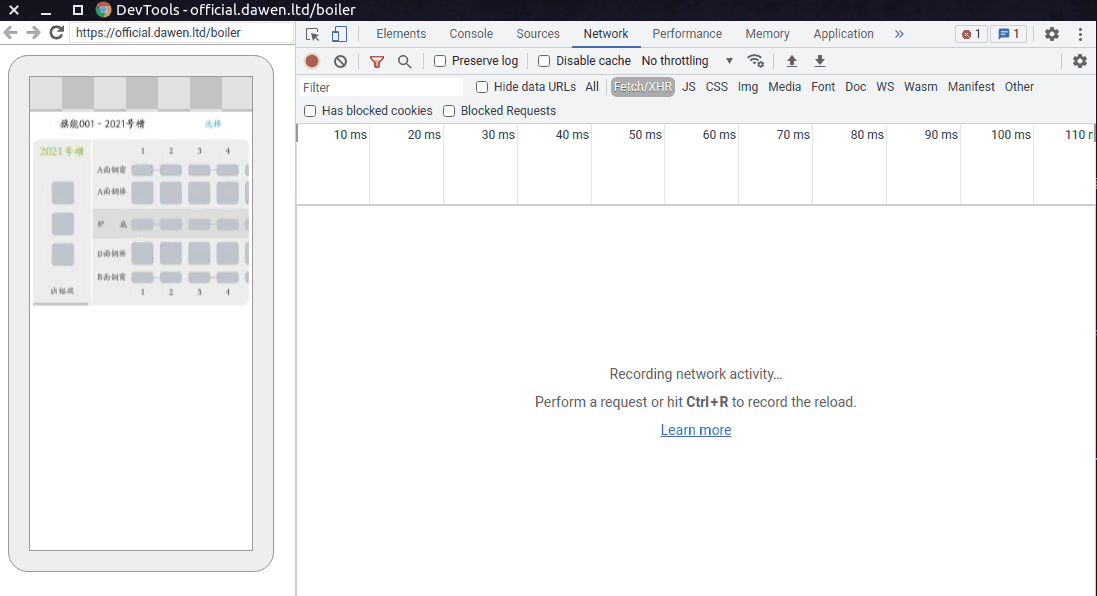 DevTools - official.dawen.ltd/boiler
https://official.dawen.ltd/boiler
Elements Console Sources Network Performance Memory Application » 1 1
Preserve log Disable cache No throttling
Filter Hide data URLs All Fetch/XHR JS CSS Img Media Font Doc WS Wasm Manifest Other
Has blocked cookies Blocked Requests
10 ms 20 ms 30 ms 40 ms 50 ms 60 ms 70 ms 80 ms 90 ms 100 ms 110 m
旗能001 - 2021号槽 选择
2021号槽 1 2 3 4
A面钢窗
A面钢棒
炉 底
B面钢棒
B面钢窗
出铝端 1 2 3 4
Recording network activity…
Perform a request or hit Ctrl+R to record the reload.
Learn more